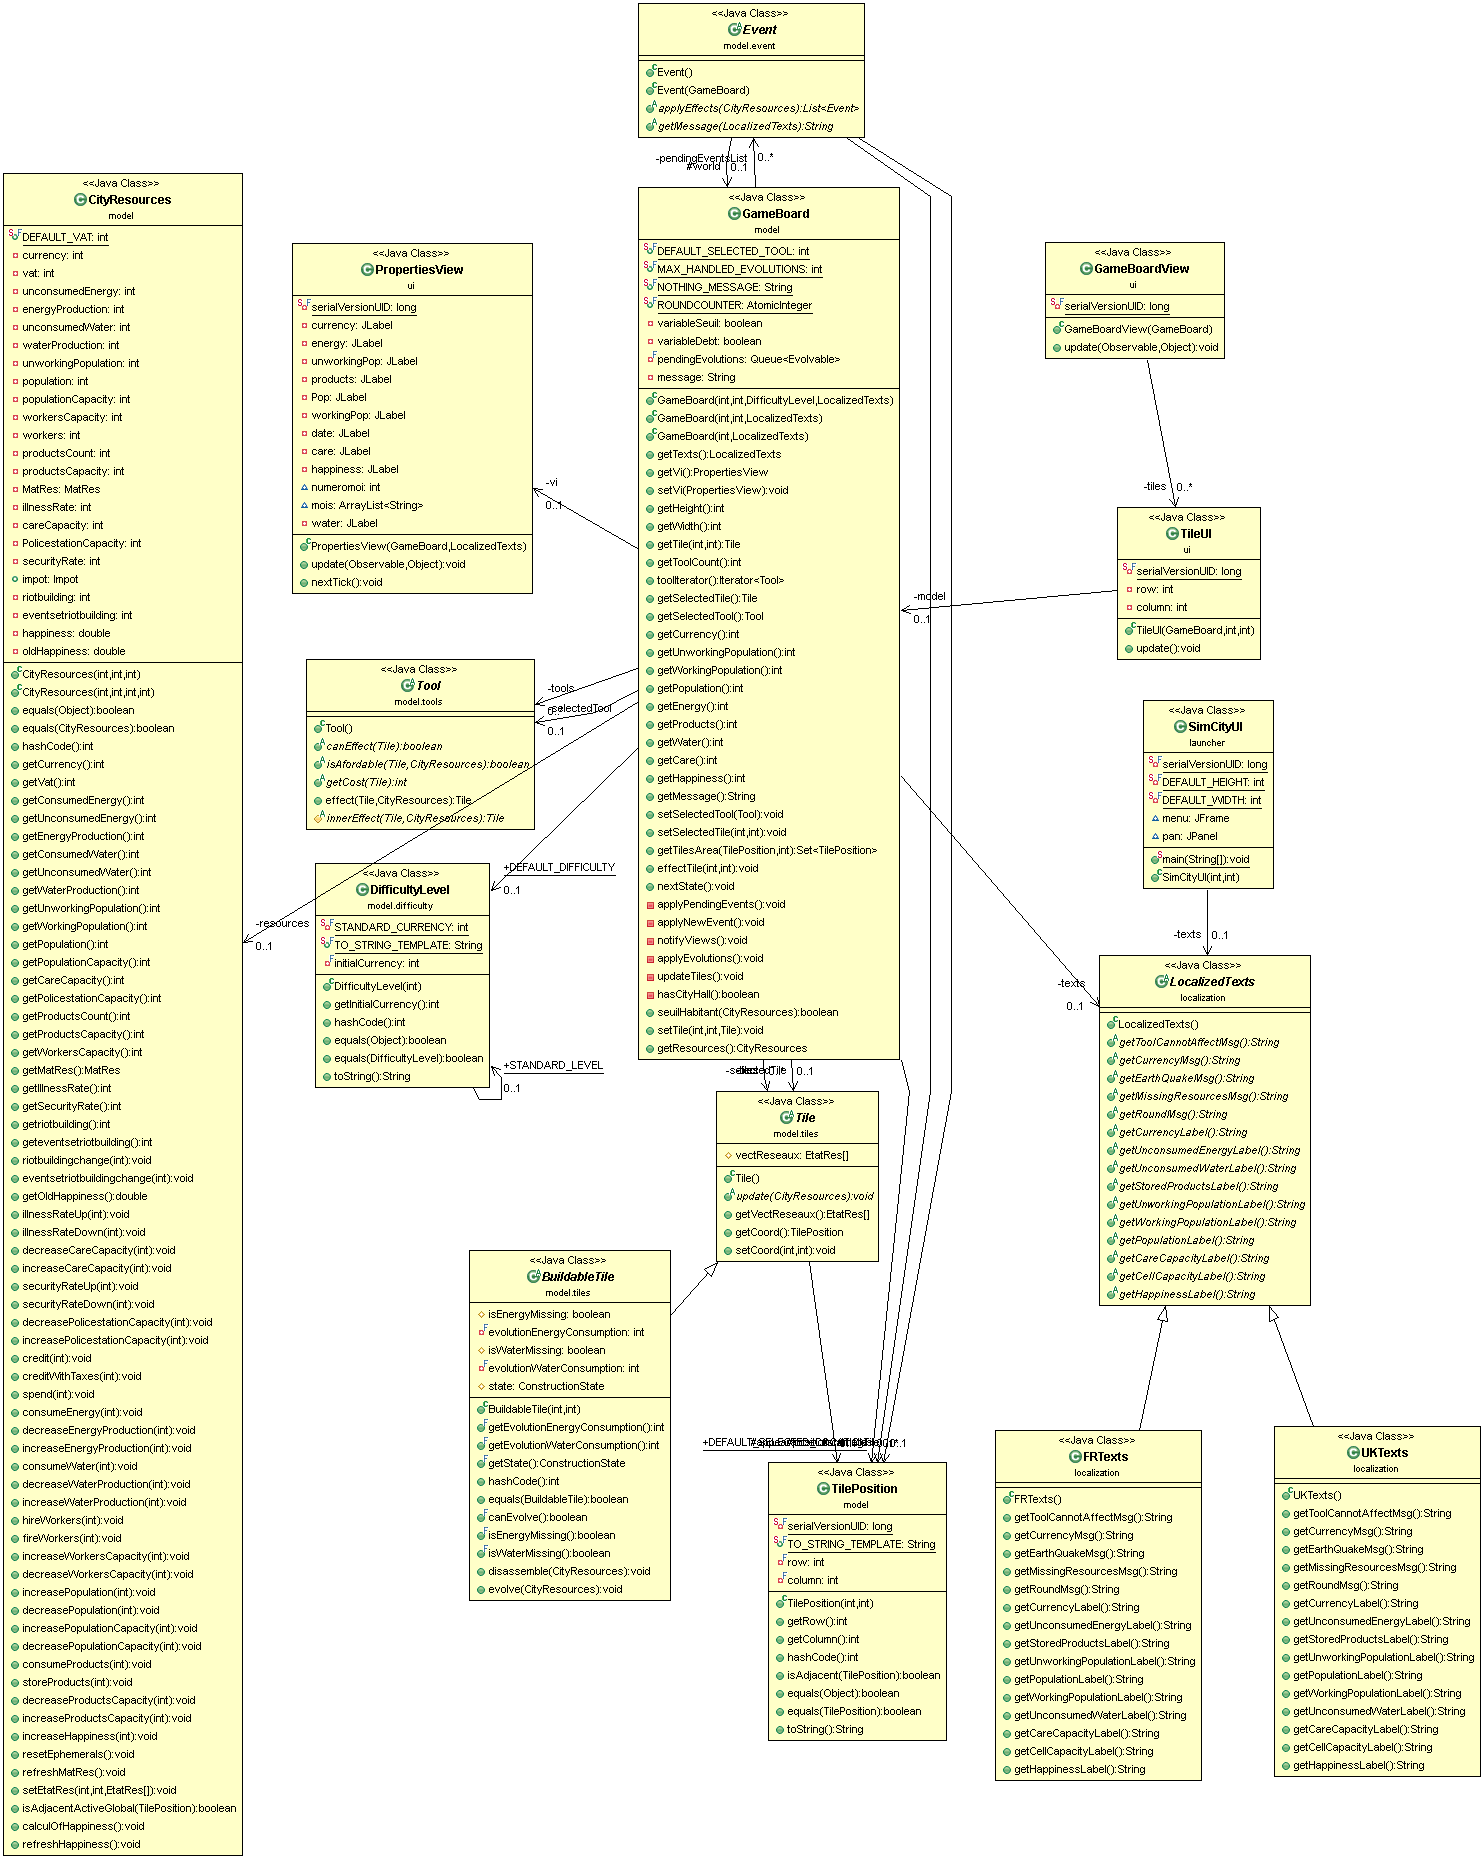 <<Java Class>>
Event
model.event
Event()
Event(GameBoard)
applyEffects(CityResources):List<Event>
getMessage(LocalizedTexts):String
-pendingEventsList
#world
0..1
0..*
<<Java Class>>
CityResources
model
DEFAULT_VAT: int
currency: int
vat: int
unconsumedEnergy: int
energyProduction: int
unconsumedWater: int
waterProduction: int
unworkingPopulation: int
population: int
populationCapacity: int
workersCapacity: int
workers: int
productsCount: int
productsCapacity: int
MatRes: MatRes
illnessRate: int
careCapacity: int
PolicestationCapacity: int
securityRate: int
impot: Impot
riotbuilding: int
eventsetriotbuilding: int
happiness: double
oldHappiness: double
CityResources(int,int,int)
CityResources(int,int,int,int)
equals(Object):boolean
equals(CityResources):boolean
hashCode():int
getCurrency():int
getVat():int
getConsumedEnergy():int
getUnconsumedEnergy():int
getEnergyProduction():int
getConsumedWater():int
getUnconsumedWater():int
getWaterProduction():int
getUnworkingPopulation():int
getWorkingPopulation():int
getPopulation():int
getPopulationCapacity():int
getCareCapacity():int
getPolicestationCapacity():int
getProductsCount():int
getProductsCapacity():int
getWorkersCapacity():int
getMatRes():MatRes
getIllnessRate():int
getSecurityRate():int
getriotbuilding():int
geteventsetriotbuilding():int
riotbuildingchange(int):void
eventsetriotbuildingchange(int):void
getOldHappiness():double
illnessRateUp(int):void
illnessRateDown(int):void
decreaseCareCapacity(int):void
increaseCareCapacity(int):void
securityRateUp(int):void
securityRateDown(int):void
decreasePolicestationCapacity(int):void
increasePolicestationCapacity(int):void
credit(int):void
creditWithTaxes(int):void
spend(int):void
consumeEnergy(int):void
decreaseEnergyProduction(int):void
increaseEnergyProduction(int):void
consumeWater(int):void
decreaseWaterProduction(int):void
increaseWaterProduction(int):void
hireWorkers(int):void
fireWorkers(int):void
increaseWorkersCapacity(int):void
decreaseWorkersCapacity(int):void
increasePopulation(int):void
decreasePopulation(int):void
increasePopulationCapacity(int):void
decreasePopulationCapacity(int):void
consumeProducts(int):void
storeProducts(int):void
decreaseProductsCapacity(int):void
increaseProductsCapacity(int):void
increaseHappiness(int):void
resetEphemerals():void
refreshMatRes():void
setEtatRes(int,int,EtatRes[]):void
isAdjacentActiveGlobal(TilePosition):boolean
calculOfHappiness():void
refreshHappiness():void
<<Java Class>>
PropertiesView
ui
serialVersionUID: long
currency: JLabel
energy: JLabel
unworkingPop: JLabel
products: JLabel
Pop: JLabel
workingPop: JLabel
date: JLabel
care: JLabel
happiness: JLabel
numeromoi: int
mois: ArrayList<String>
water: JLabel
PropertiesView(GameBoard,LocalizedTexts)
update(Observable,Object):void
nextTick():void
-vi
0..1
<<Java Class>>
GameBoard
model
DEFAULT_SELECTED_TOOL: int
MAX_HANDLED_EVOLUTIONS: int
NOTHING_MESSAGE: String
ROUNDCOUNTER: AtomicInteger
variableSeuil: boolean
variableDebt: boolean
pendingEvolutions: Queue<Evolvable>
message: String
GameBoard(int,int,DifficultyLevel,LocalizedTexts)
GameBoard(int,int,LocalizedTexts)
GameBoard(int,LocalizedTexts)
getTexts():LocalizedTexts
getVi():PropertiesView
setVi(PropertiesView):void
getHeight():int
getWidth():int
getTile(int,int):Tile
getToolCount():int
toolIterator():Iterator<Tool>
getSelectedTile():Tile
getSelectedTool():Tool
getCurrency():int
getUnworkingPopulation():int
getWorkingPopulation():int
getPopulation():int
getEnergy():int
getProducts():int
getWater():int
getCare():int
getHappiness():int
getMessage():String
setSelectedTool(Tool):void
setSelectedTile(int,int):void
getTilesArea(TilePosition,int):Set<TilePosition>
effectTile(int,int):void
nextState():void
applyPendingEvents():void
applyNewEvent():void
notifyViews():void
applyEvolutions():void
updateTiles():void
hasCityHall():boolean
seuilHabitant(CityResources):boolean
setTile(int,int,Tile):void
getResources():CityResources
<<Java Class>>
GameBoardView
ui
serialVersionUID: long
GameBoardView(GameBoard)
update(Observable,Object):void
-tiles
0..*
<<Java Class>>
TileUI
ui
serialVersionUID: long
row: int
column: int
TileUI(GameBoard,int,int)
update():void
-model
0..1
<<Java Class>>
Tool
model.tools
Tool()
canEffect(Tile):boolean
isAfordable(Tile,CityResources):boolean
getCost(Tile):int
effect(Tile,CityResources):Tile
innerEffect(Tile,CityResources):Tile
-tools
-selectedTool
0..1
<<Java Class>>
SimCityUI
launcher
serialVersionUID: long
DEFAULT_HEIGHT: int
DEFAULT_WIDTH: int
menu: JFrame
pan: JPanel
main(String[]):void
SimCityUI(int,int)
-texts
0..1
<<Java Class>>
DifficultyLevel
model.difficulty
STANDARD_CURRENCY: int
TO_STRING_TEMPLATE: String
initialCurrency: int
DifficultyLevel(int)
getInitialCurrency():int
hashCode():int
equals(Object):boolean
equals(DifficultyLevel):boolean
toString():String
+DEFAULT_DIFFICULTY
0..1
-resources
0..1
+STANDARD_LEVEL
0..1
<<Java Class>>
LocalizedTexts
localization
LocalizedTexts()
getToolCannotAffectMsg():String
getCurrencyMsg():String
getEarthQuakeMsg():String
getMissingResourcesMsg():String
getRoundMsg():String
getCurrencyLabel():String
getUnconsumedEnergyLabel():String
getUnconsumedWaterLabel():String
getStoredProductsLabel():String
getUnworkingPopulationLabel():String
getWorkingPopulationLabel():String
getPopulationLabel():String
getCareCapacityLabel():String
getCellCapacityLabel():String
getHappinessLabel():String
-texts
0..1
0..1
<<Java Class>>
Tile
model.tiles
vectReseaux: EtatRes[]
Tile()
update(CityResources):void
getVectReseaux():EtatRes[]
getCoord():TilePosition
setCoord(int,int):void
<<Java Class>>
BuildableTile
model.tiles
isEnergyMissing: boolean
evolutionEnergyConsumption: int
isWaterMissing: boolean
evolutionWaterConsumption: int
state: ConstructionState
BuildableTile(int,int)
getEvolutionEnergyConsumption():int
getEvolutionWaterConsumption():int
getState():ConstructionState
hashCode():int
equals(BuildableTile):boolean
canEvolve():boolean
isEnergyMissing():boolean
isWaterMissing():boolean
disassemble(CityResources):void
evolve(CityResources):void
<<Java Class>>
TilePosition
model
serialVersionUID: long
TO_STRING_TEMPLATE: String
row: int
column: int
TilePosition(int,int)
getRow():int
getColumn():int
hashCode():int
isAdjacent(TilePosition):boolean
equals(Object):boolean
equals(TilePosition):boolean
toString():String
<<Java Class>>
FRTexts
localization
FRTexts()
getToolCannotAffectMsg():String
getCurrencyMsg():String
getEarthQuakeMsg():String
getMissingResourcesMsg():String
getRoundMsg():String
getCurrencyLabel():String
getUnconsumedEnergyLabel():String
getStoredProductsLabel():String
getUnworkingPopulationLabel():String
getPopulationLabel():String
getWorkingPopulationLabel():String
getUnconsumedWaterLabel():String
getCareCapacityLabel():String
getCellCapacityLabel():String
getHappinessLabel():String
<<Java Class>>
UKTexts
localization
UKTexts()
getToolCannotAffectMsg():String
getCurrencyMsg():String
getEarthQuakeMsg():String
getMissingResourcesMsg():String
getRoundMsg():String
getCurrencyLabel():String
getUnconsumedEnergyLabel():String
getStoredProductsLabel():String
getUnworkingPopulationLabel():String
getPopulationLabel():String
getWorkingPopulationLabel():String
getUnconsumedWaterLabel():String
getCareCapacityLabel():String
getCellCapacityLabel():String
getHappinessLabel():String